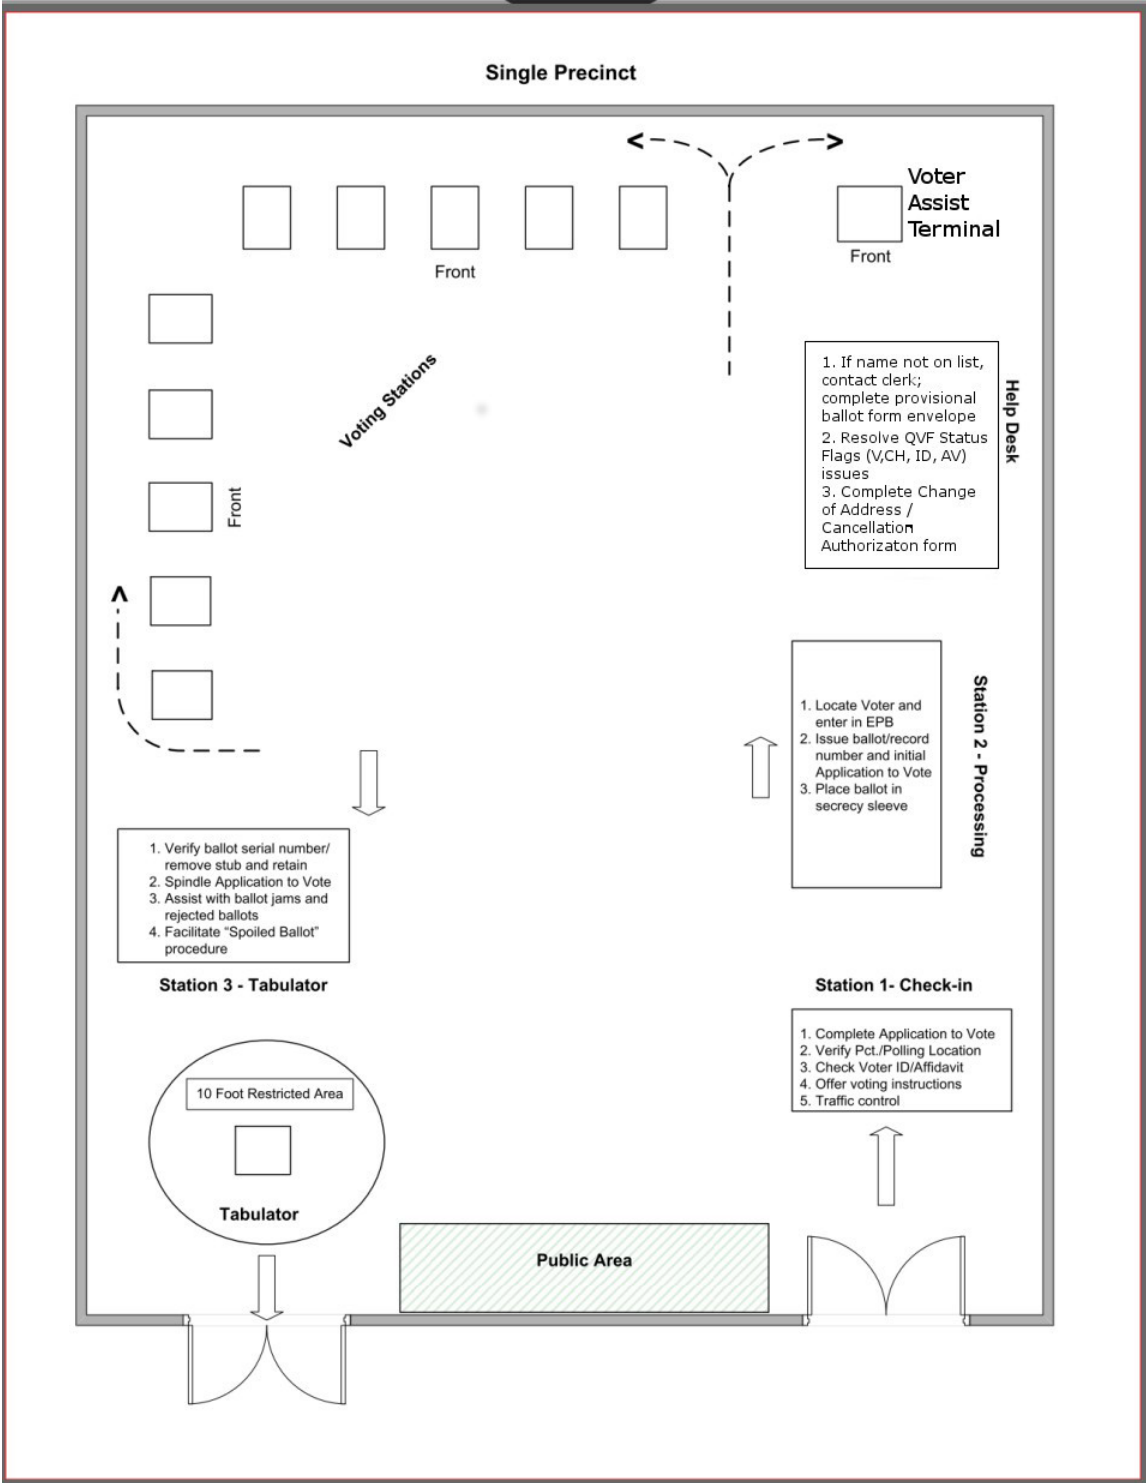 Single Precinct
<
>
Voter
Assist
Terminal
Front
Front
Voting Stations
Front
1. If name not on list,
contact clerk;
complete provisional
ballot form envelope
2. Resolve QVF Status
Flags (V,CH, ID, AV)
issues
3. Complete Change
of Address /
Cancellation
Authorizaton form
Help Desk
1. Locate Voter and
enter in EPB
2. Issue ballot/record
number and initial
Application to Vote
3. Place ballot in
secrecy sleeve
Station 2 - Processing
1. Verify ballot serial number/
remove stub and retain
2. Spindle Application to Vote
3. Assist with ballot jams and
rejected ballots
4. Facilitate “Spoiled Ballot”
procedure
Station 3 - Tabulator
Station 1- Check-in
1. Complete Application to Vote
2. Verify Pct./Polling Location
3. Check Voter ID/Affidavit
4. Offer voting instructions
5. Traffic control
10 Foot Restricted Area
Tabulator
Public Area